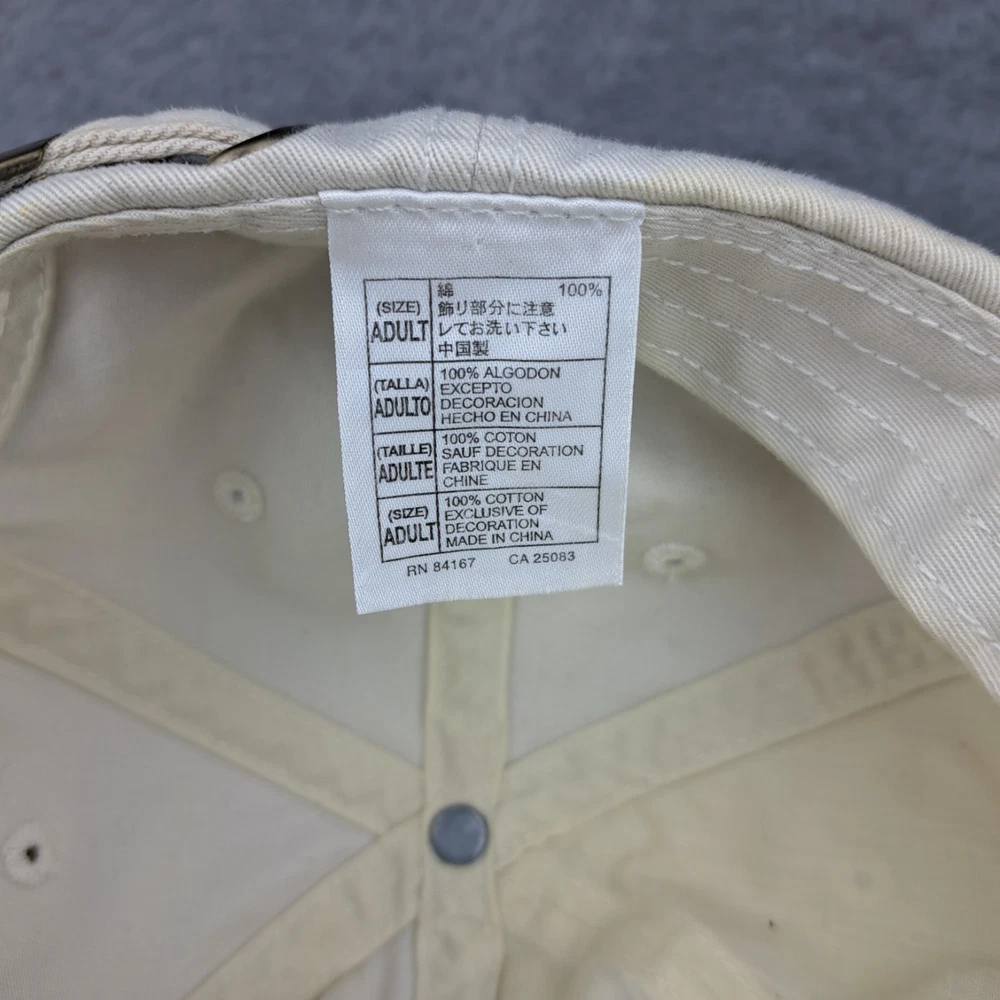 綿 100%
(SIZE) 飾リ部分に注意
ADULT レてお洗い下さい
中国製
100% ALGODON
(TALLA) EXCEPTO
ADULTO DECORACION
HECHO EN CHINA
100% COTON
(TAILLE) SAUF DECORATION
ADULTE FABRIQUE EN
CHINE
100% COTTON
(SIZE) EXCLUSIVE OF
ADULT DECORATION
MADE IN CHINA
RN 84167 CA 25083